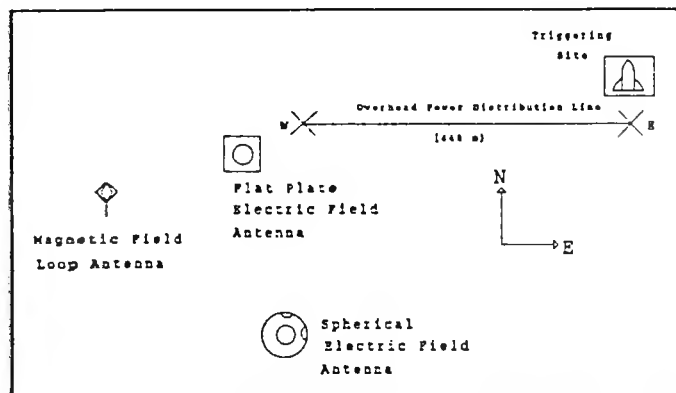 Triggering
Site
Overhead Power Distribution Line
W
E
(448 m)
Flat Plate
Electric Field
Antenna
N
E
Magnetic Field
Loop Antenna
Spherical
Electric Field
Antenna